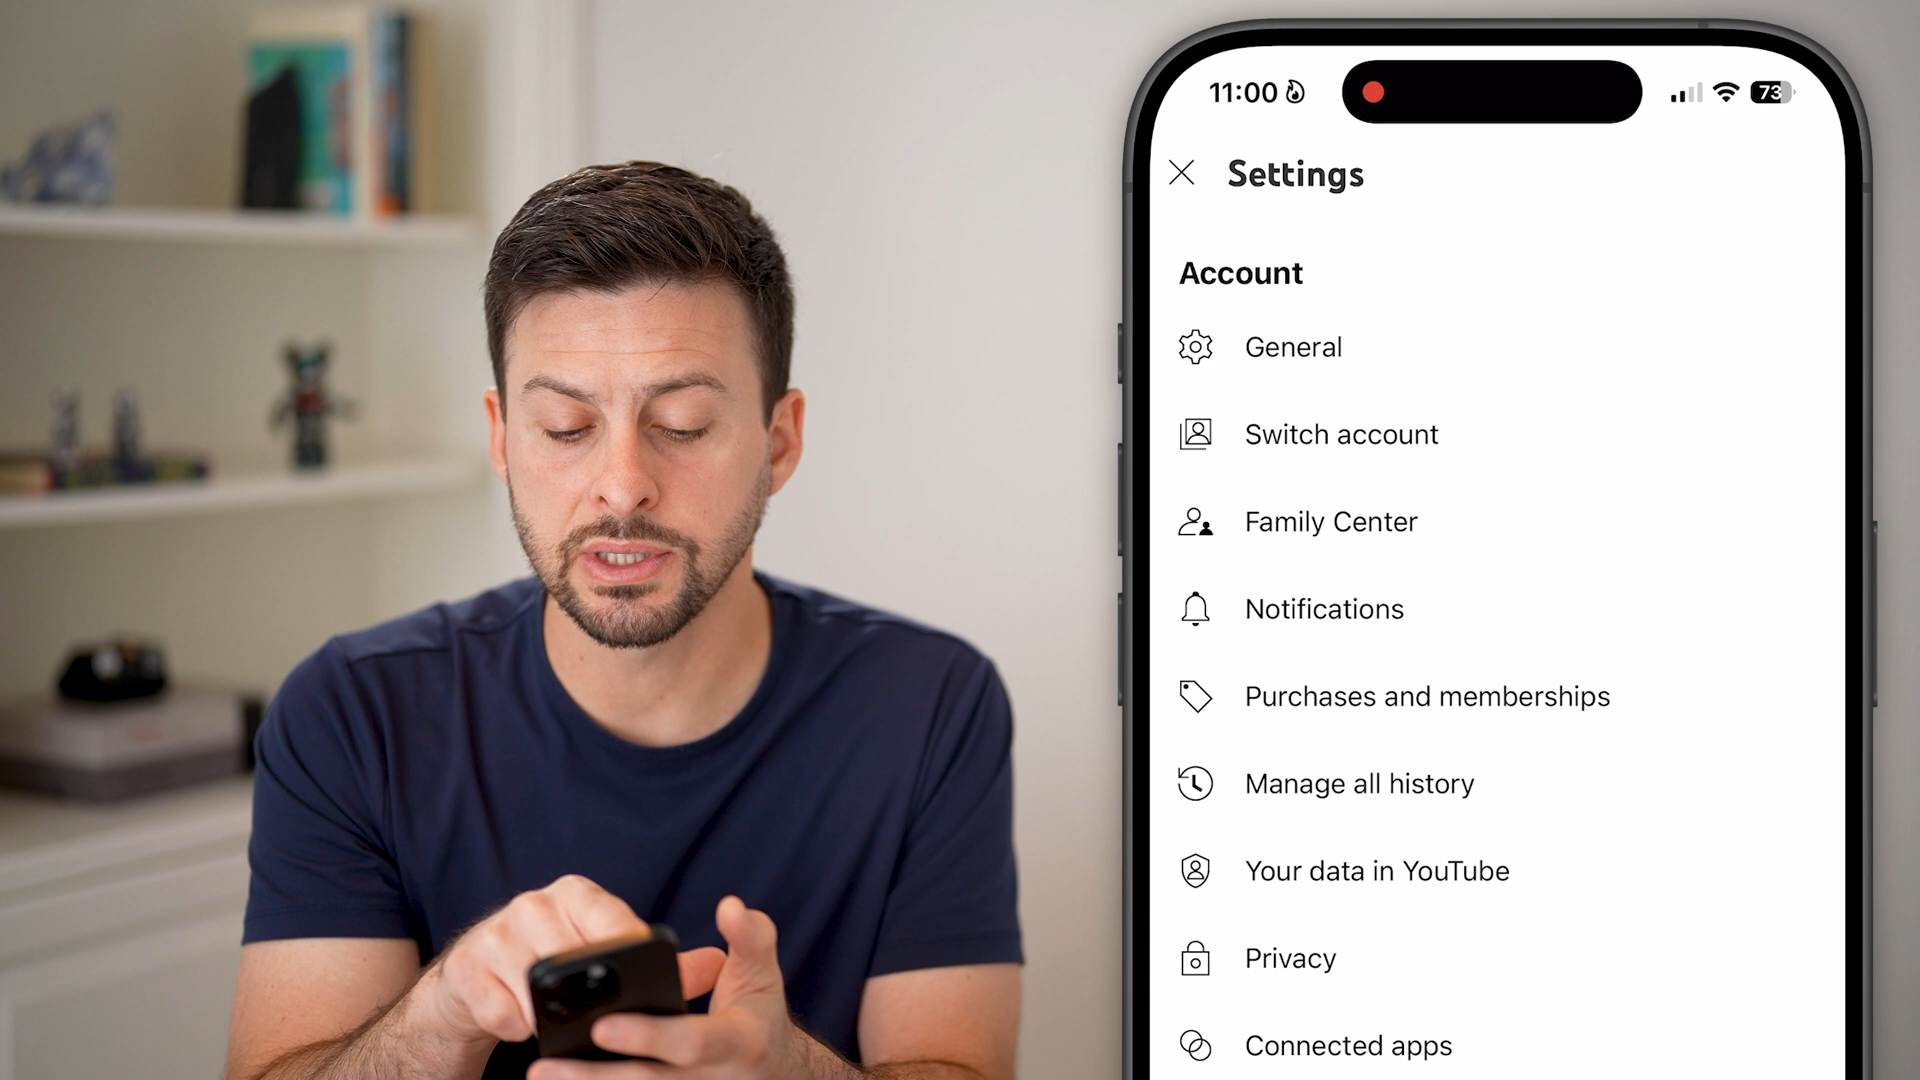 11:00
73
Settings
Account
General
Switch account
Family Center
Notifications
Purchases and memberships
Manage all history
Your data in YouTube
Privacy
Connected apps